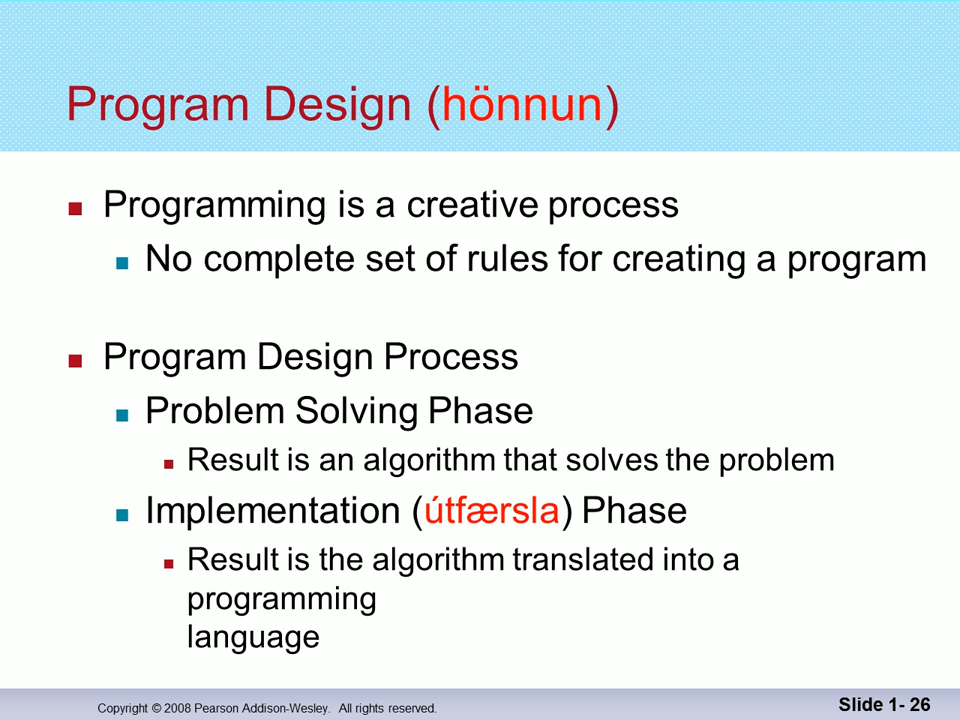 Program Design (hönnun)
Programming is a creative process
No complete set of rules for creating a program
Program Design Process
Problem Solving Phase
Result is an algorithm that solves the problem
Implementation (útfærsla) Phase
Result is the algorithm translated into a
programming
language
Copyright © 2008 Pearson Addison-Wesley. All rights reserved.
Slide 1- 26